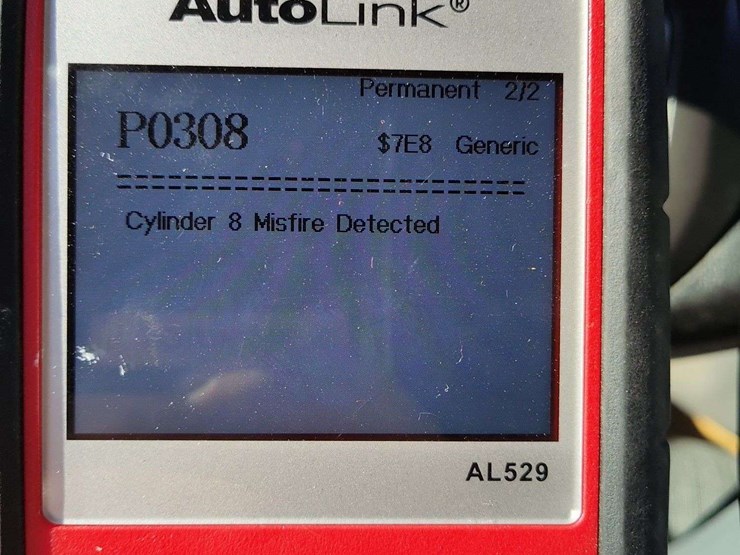 AutoLink®
Permanent 2/2
P0308
$7E8 Generic
==============================
Cylinder 8 Misfire Detected
AL529